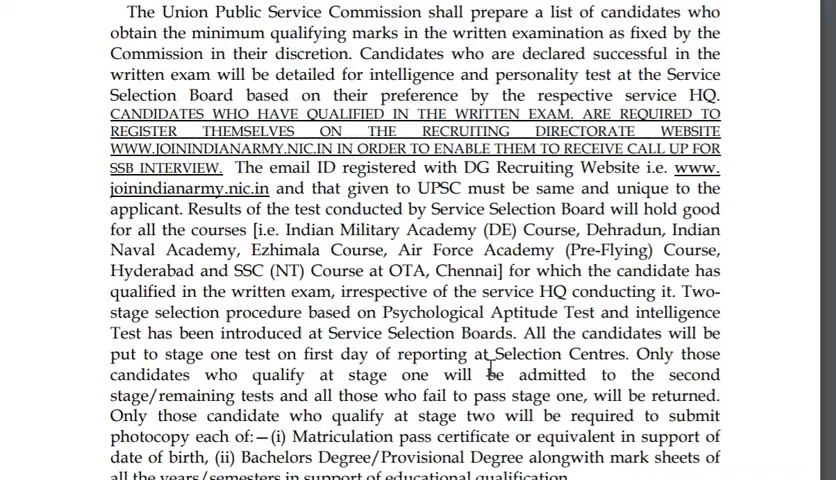 The Union Public Service Commission shall prepare a list of candidates who
obtain the minimum qualifying marks in the written examination as fixed by the
Commission in their discretion. Candidates who are declared successful in the
written exam will be detailed for intelligence and personality test at the Service
Selection Board based on their preference by the respective service HQ.
CANDIDATES WHO HAVE QUALIFIED IN THE WRITTEN EXAM. ARE REQUIRED TO
REGISTER THEMSELVES ON THE RECRUITING DIRECTORATE WEBSITE
WWW.JOININDIANARMY.NIC.IN IN ORDER TO ENABLE THEM TO RECEIVE CALL UP FOR
SSB INTERVIEW. The email ID registered with DG Recruiting Website i.e. www.
joinindianarmy.nic.in and that given to UPSC must be same and unique to the
applicant. Results of the test conducted by Service Selection Board will hold good
for all the courses [i.e. Indian Military Academy (DE) Course, Dehradun, Indian
Naval Academy, Ezhimala Course, Air Force Academy (Pre-Flying) Course,
Hyderabad and SSC (NT) Course at OTA, Chennai] for which the candidate has
qualified in the written exam, irrespective of the service HQ conducting it. Two-
stage selection procedure based on Psychological Aptitude Test and intelligence
Test has been introduced at Service Selection Boards. All the candidates will be
put to stage one test on first day of reporting at Selection Centres. Only those
candidates who qualify at stage one will be admitted to the second
stage/remaining tests and all those who fail to pass stage one, will be returned.
Only those candidate who qualify at stage two will be required to submit
photocopy each of:—(i) Matriculation pass certificate or equivalent in support of
date of birth, (ii) Bachelors Degree/Provisional Degree alongwith mark sheets of
all the years/semesters in support of educational qualification.